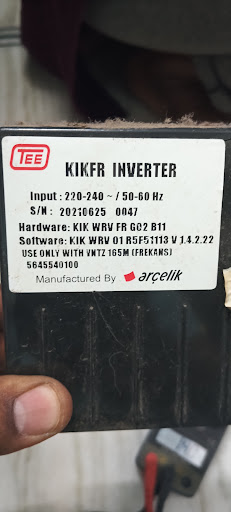 TEE
KIKFR INVERTER
Input : 220-240 ~ / 50-60 Hz
S/N : 20210625 0047
Hardware: KIK WRV FR G02 B11
Software: KIK WRV 01 R5F51113 V 1.4.2.22
USE ONLY WITH VNTZ 165M (FREKANS)
5645540100
Manufactured By arçelik